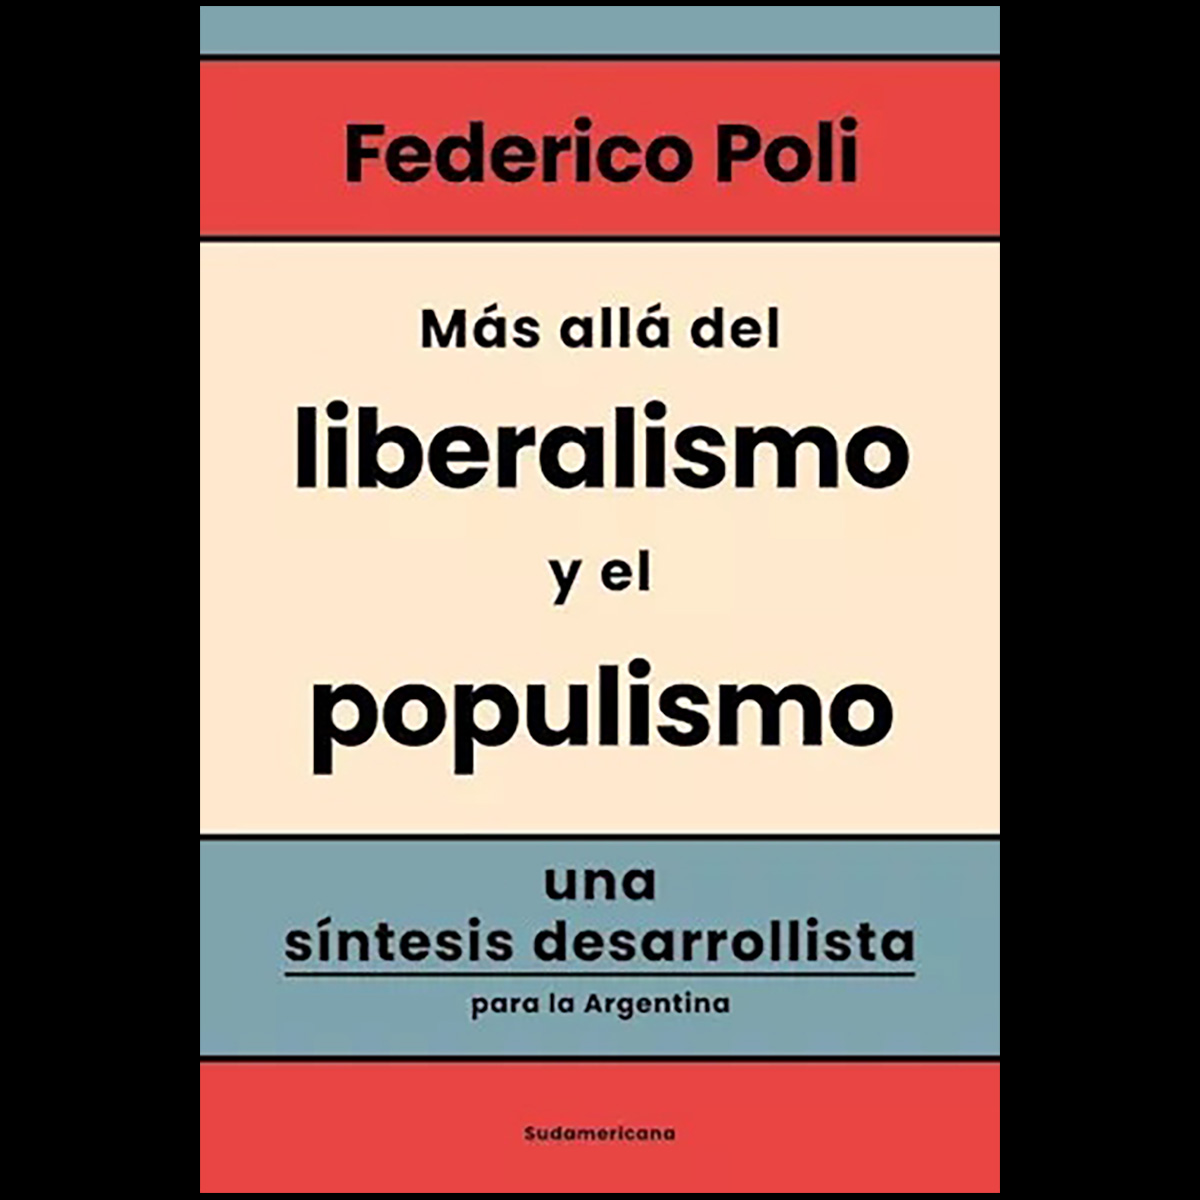 Federico Poli
Más allá del
liberalismo
y el
populismo
una
síntesis desarrollista
para la Argentina
Sudamericana